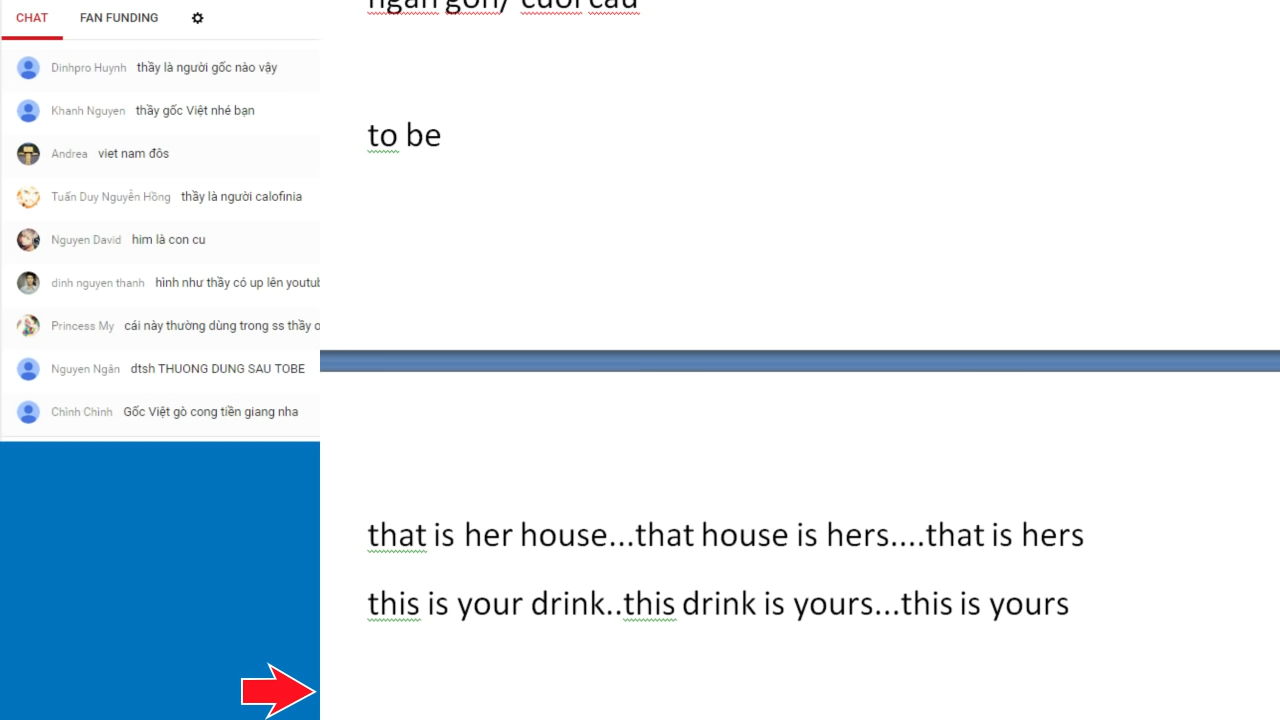 CHAT FAN FUNDING
Dinhpro Huynh thầy là người gốc nào vậy
Khanh Nguyen thầy gốc Việt nhé bạn
Andrea viet nam đôs
Tuấn Duy Nguyễn Hồng thầy là người calofinia
Nguyen David him là con cu
dinh nguyen thanh hình như thầy có up lên youtub
Princess My cái này thường dùng trong ss thầy
Nguyen Ngân dtsh THUONG DUNG SAU TOBE
Chình Chình Gốc Việt gò cong tiền giang nha
to be
that is her house...that house is hers....that is hers
this is your drink..this drink is yours...this is yours